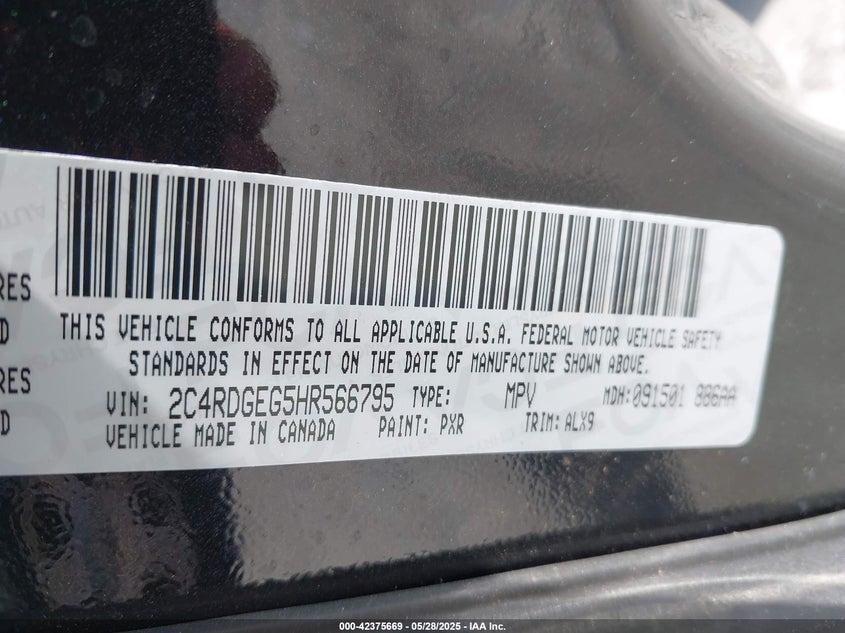 RES
D
RES
D
THIS VEHICLE CONFORMS TO ALL APPLICABLE U.S.A. FEDERAL MOTOR VEHICLE SAFETY
STANDARDS IN EFFECT ON THE DATE OF MANUFACTURE SHOWN ABOVE.
VIN: 2C4RDGEG5HR566795 TYPE: MPV MDH:091501 886AA
VEHICLE MADE IN CANADA PAINT: PXR TRIM: ALX9
000-42375669 — 05/28/2025 — IAA Inc.